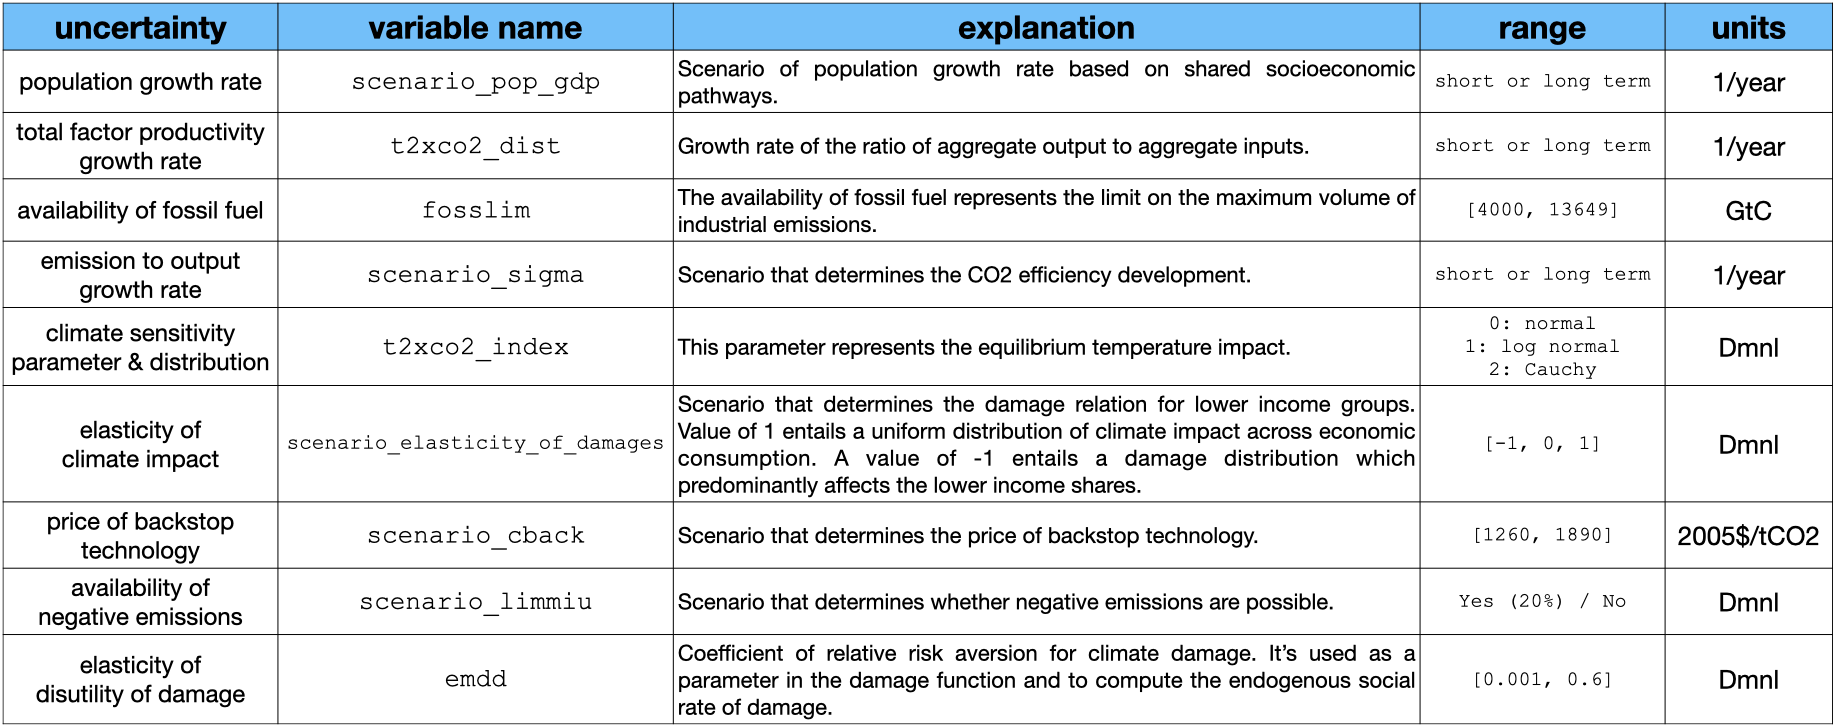 uncertainty variable name explanation range units
population growth rate scenario_pop_gdp Scenario of population growth rate based on shared socioeconomic
pathways. short or long term 1/year
total factor productivity
growth rate t2xco2_dist Growth rate of the ratio of aggregate output to aggregate inputs. short or long term 1/year
availability of fossil fuel fosslim The availability of fossil fuel represents the limit on the maximum volume of
industrial emissions. [4000, 13649] GtC
emission to output
growth rate scenario_sigma Scenario that determines the CO2 efficiency development. short or long term 1/year
climate sensitivity
parameter & distribution t2xco2_index This parameter represents the equilibrium temperature impact. 0: normal
1: log normal
2: Cauchy Dmnl
elasticity of
climate impact scenario_elasticity_of_damages Scenario that determines the damage relation for lower income groups.
Value of 1 entails a uniform distribution of climate impact across economic
consumption. A value of -1 entails a damage distribution which
predominantly affects the lower income shares. [-1, 0, 1] Dmnl
price of backstop
technology scenario_cback Scenario that determines the price of backstop technology. [1260, 1890] 2005$/tCO2
availability of
negative emissions scenario_limmiu Scenario that determines whether negative emissions are possible. Yes (20%) / No Dmnl
elasticity of
disutility of damage emdd Coefficient of relative risk aversion for climate damage. It's used as a
parameter in the damage function and to compute the endogenous social
rate of damage. [0.001, 0.6] Dmnl